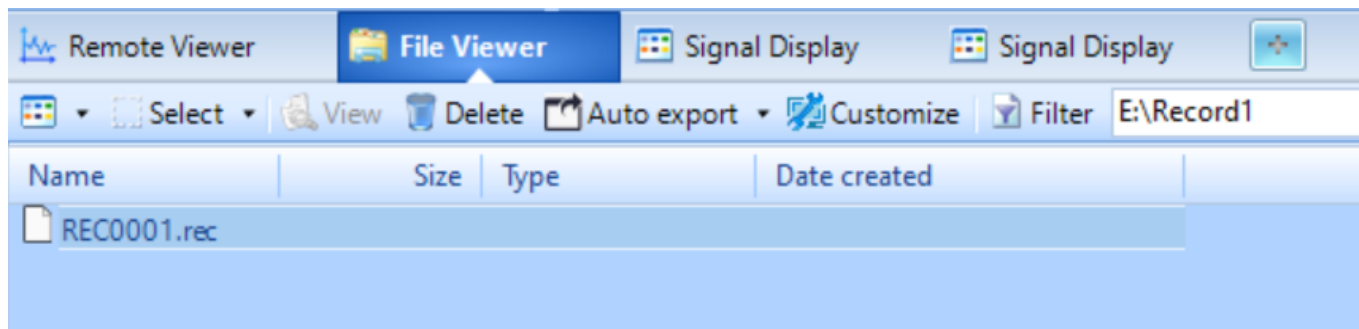 Remote Viewer File Viewer Signal Display Signal Display
Select View Delete Auto export Customize Filter E:\Record1
Name Size Type Date created
REC0001.rec